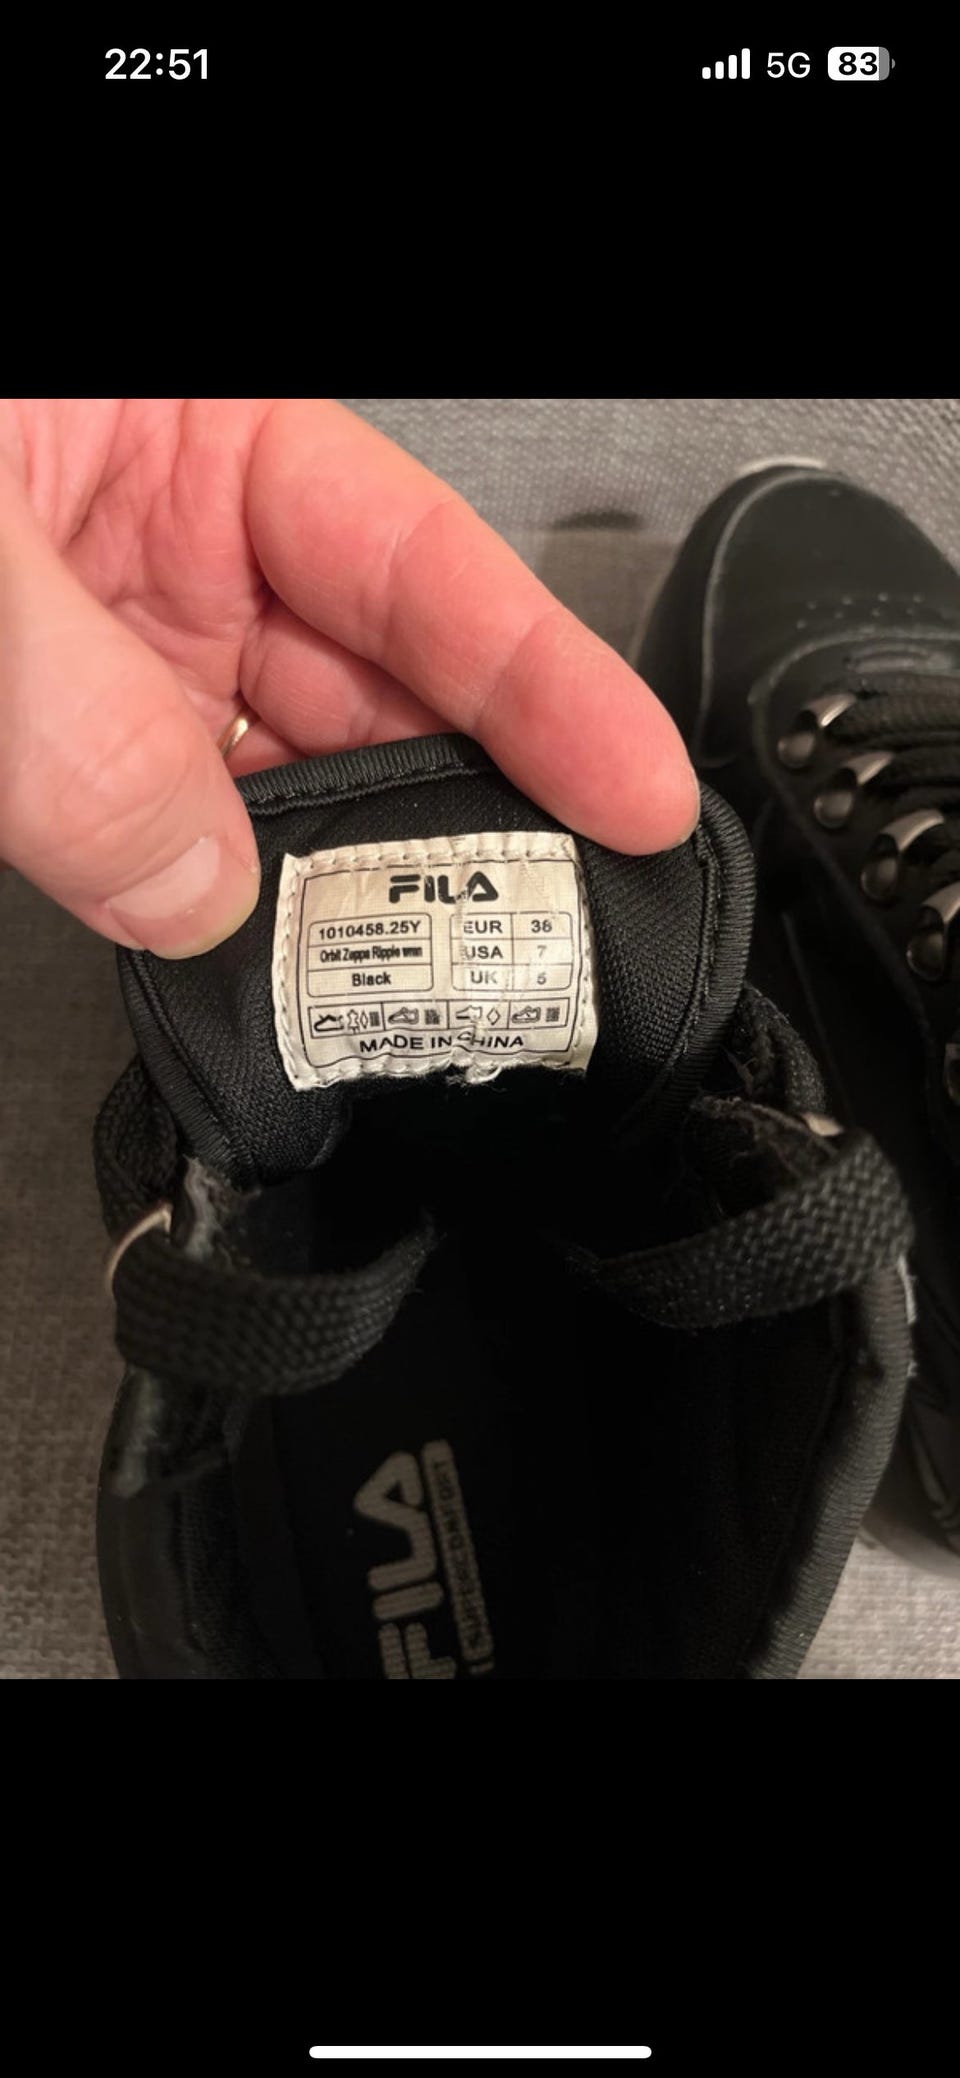 22:51 5G 83
FILA
1010458.25Y EUR 38
Orbit Zeppa Ripple wmn USA 7
Black UK 5
MADE IN CHINA
FILA